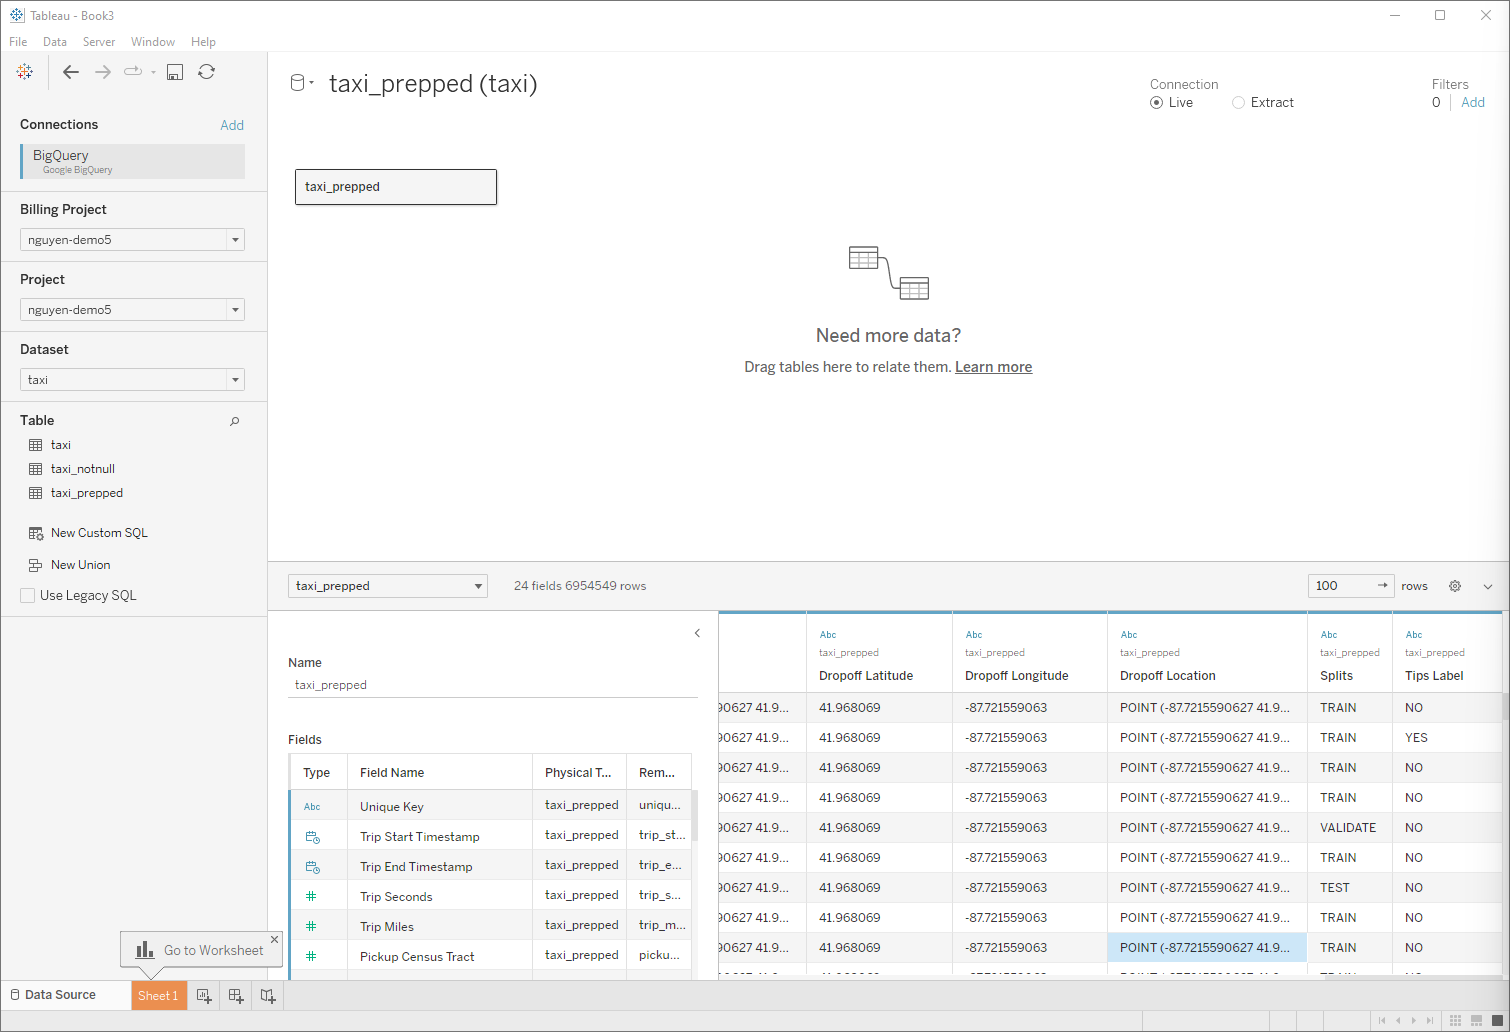 Tableau - Book3
File Data Server Window Help
Connections Add
BigQuery
Google BigQuery
Billing Project
nguyen-demo5
Project
nguyen-demo5
Dataset
taxi
Table
taxi
taxi_notnull
taxi_prepped
New Custom SQL
New Union
Use Legacy SQL
taxi_prepped (taxi)
Connection
Live Extract
Filters
0 Add
taxi_prepped
Need more data?
Drag tables here to relate them. Learn more
taxi_prepped 24 fields 6954549 rows 100 rows
Name
taxi_prepped
Fields
Type Field Name Physical T... Rem...
Abc Unique Key taxi_prepped uniqu...
Trip Start Timestamp taxi_prepped trip_st...
Trip End Timestamp taxi_prepped trip_e...
# Trip Seconds taxi_prepped trip_s...
# Trip Miles taxi_prepped trip_m...
# Pickup Census Tract taxi_prepped picku...
Abc Abc Abc Abc Abc
taxi_prepped taxi_prepped taxi_prepped taxi_prepped taxi_prepped
Dropoff Latitude Dropoff Longitude Dropoff Location Splits Tips Label
90627 41.9... 41.968069 -87.721559063 POINT (-87.7215590627 41.9... TRAIN NO
90627 41.9... 41.968069 -87.721559063 POINT (-87.7215590627 41.9... TRAIN YES
90627 41.9... 41.968069 -87.721559063 POINT (-87.7215590627 41.9... TRAIN NO
90627 41.9... 41.968069 -87.721559063 POINT (-87.7215590627 41.9... TRAIN NO
90627 41.9... 41.968069 -87.721559063 POINT (-87.7215590627 41.9... VALIDATE NO
90627 41.9... 41.968069 -87.721559063 POINT (-87.7215590627 41.9... TRAIN NO
90627 41.9... 41.968069 -87.721559063 POINT (-87.7215590627 41.9... TEST NO
90627 41.9... 41.968069 -87.721559063 POINT (-87.7215590627 41.9... TRAIN NO
90627 41.9... 41.968069 -87.721559063 POINT (-87.7215590627 41.9... TRAIN NO
Go to Worksheet
Data Source Sheet 1